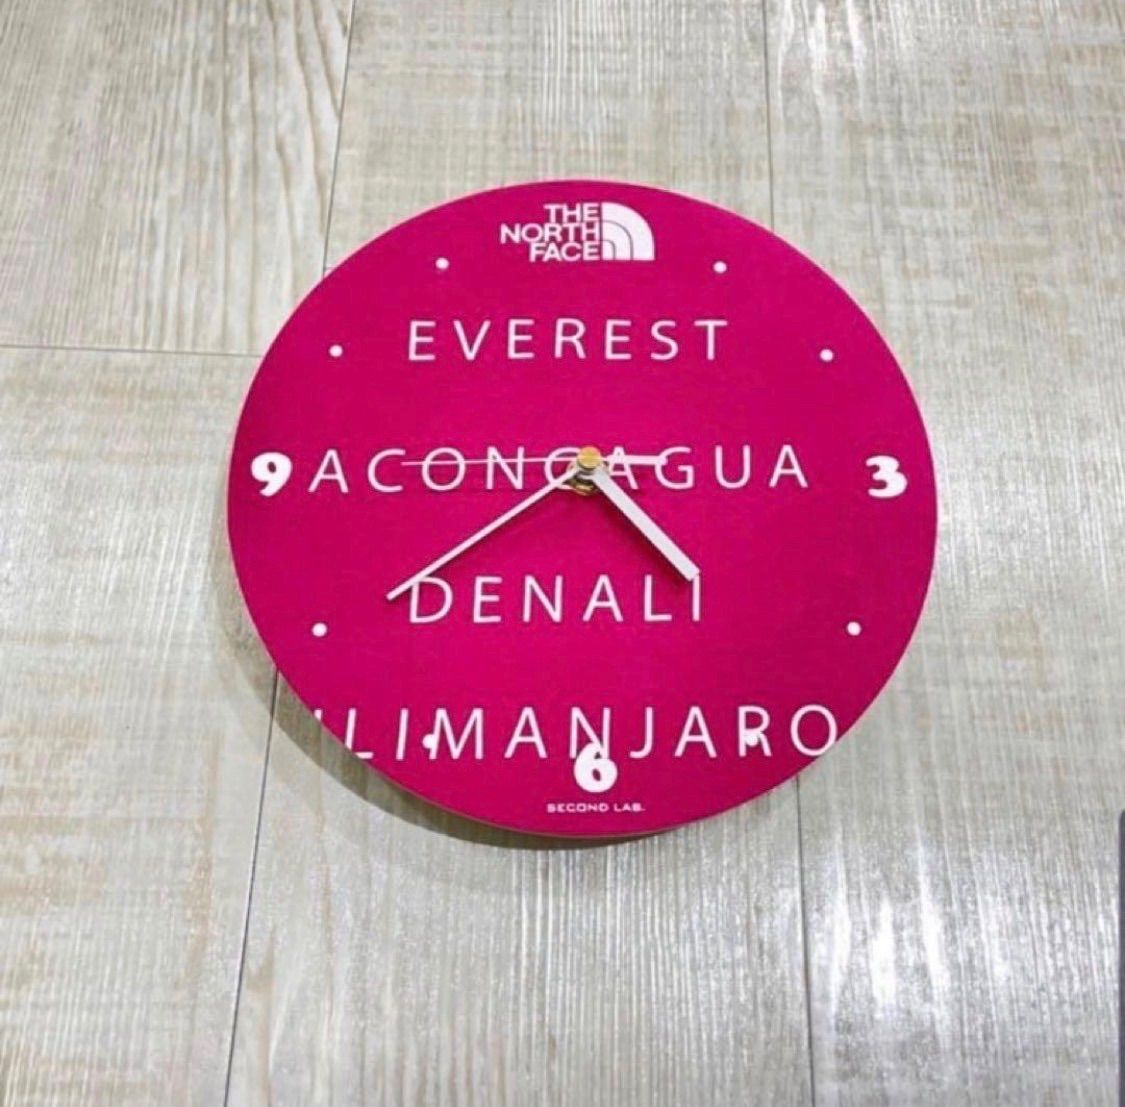 THE
NORTH
FACE
EVEREST
9 ACONCAGUA 3
DENALI
ILIMANJARO
6
SECOND LAB.